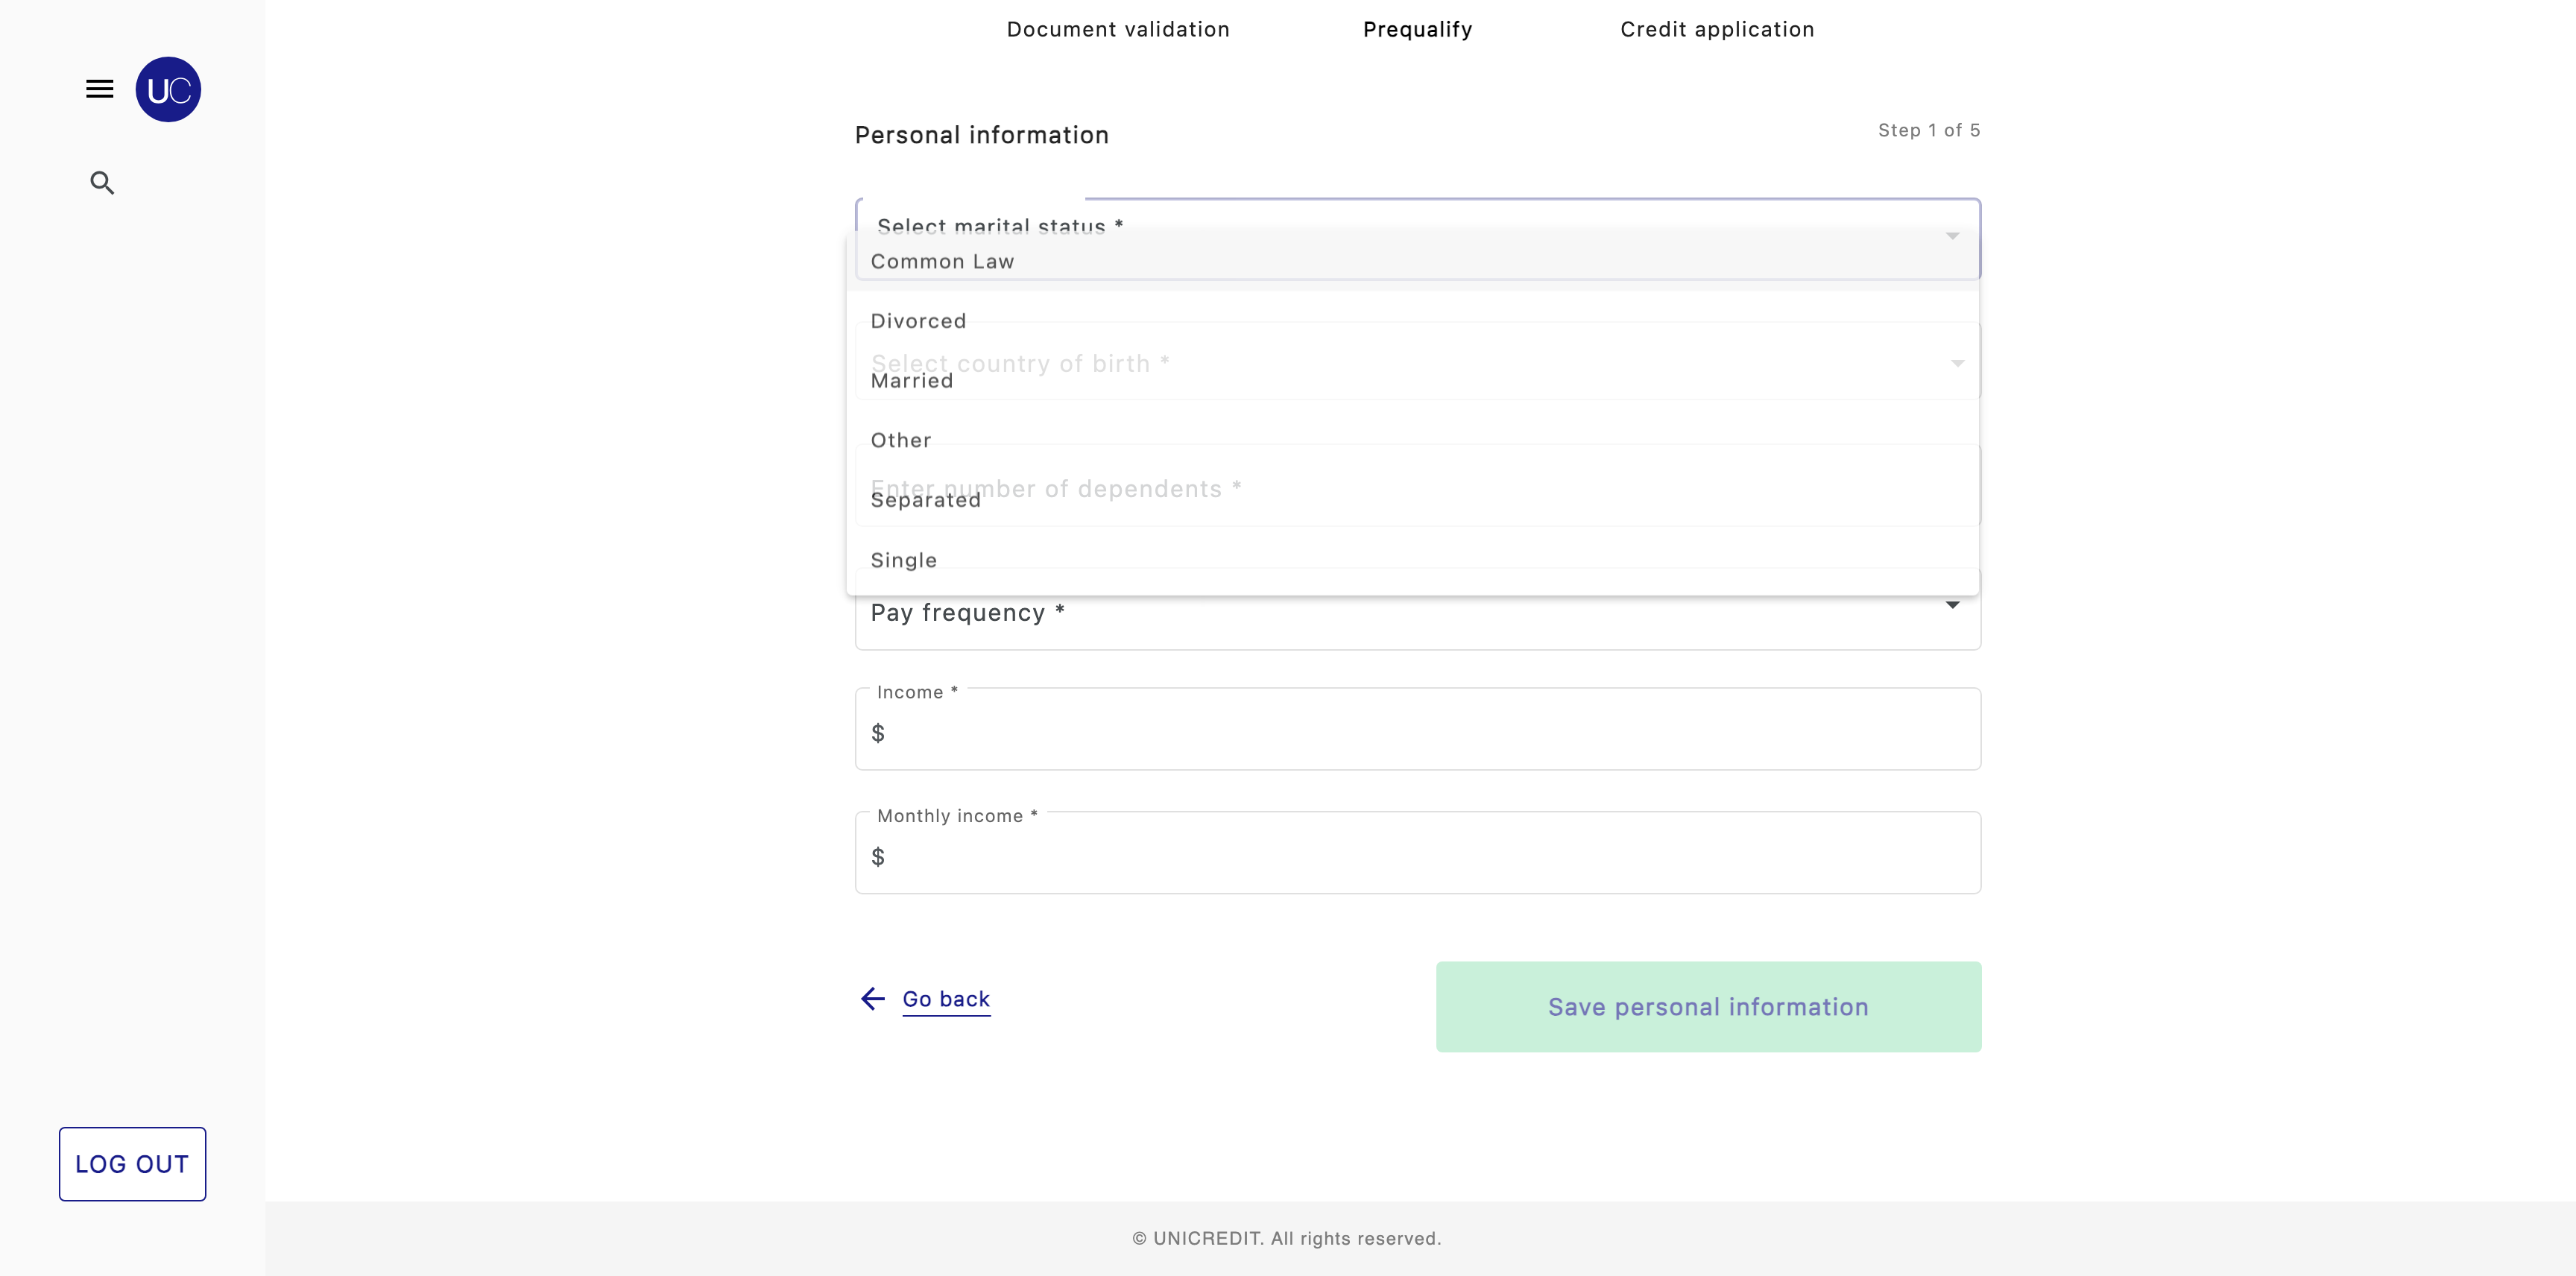 Document validation
Prequalify
Credit application
UC
Personal information
Step 1 of 5
Select marital status *
Common Law
Divorced
Select country of birth *
Married
Other
Enter number of dependents *
Separated
Single
Pay frequency *
Income *
$
Monthly income *
$
Go back
Save personal information
LOG OUT
© UNICREDIT. All rights reserved.